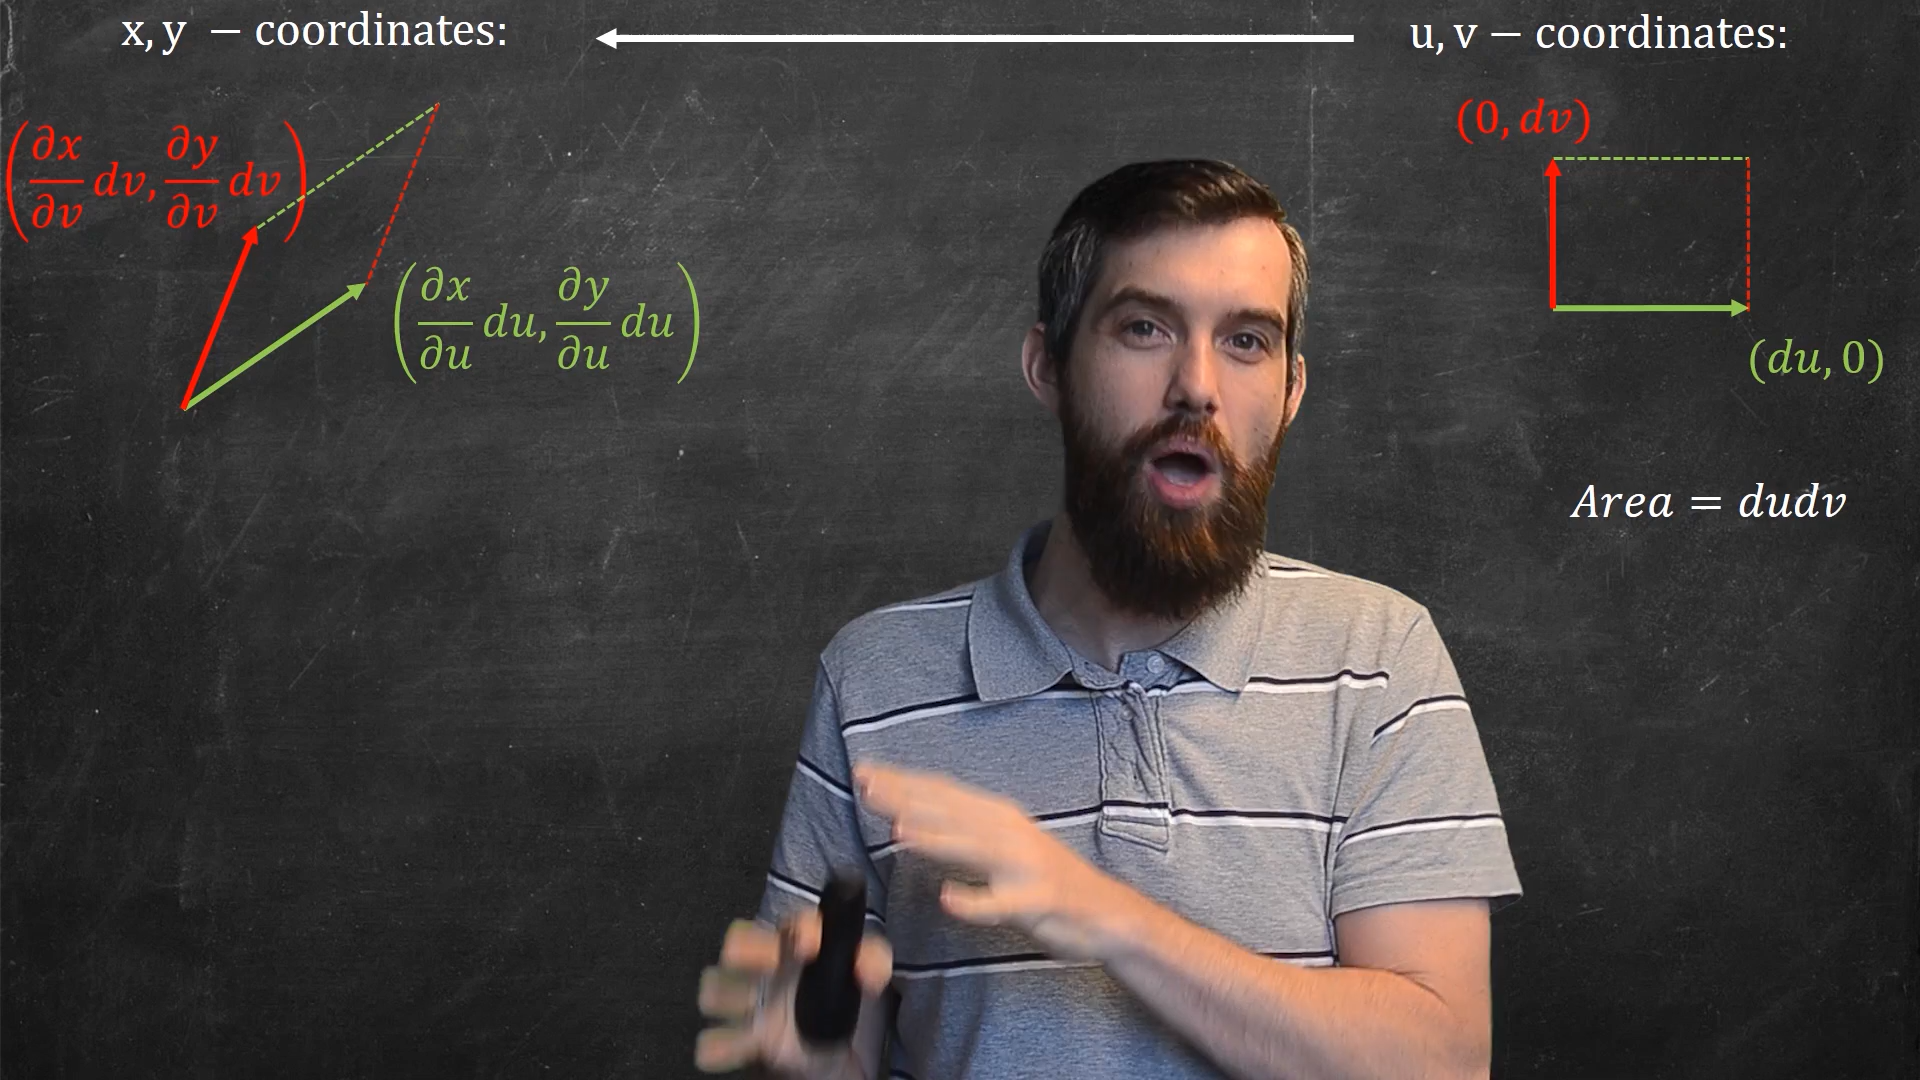 x, y − coordinates:
u, v − coordinates:
(∂x/∂v dv, ∂y/∂v dv)
(∂x/∂u du, ∂y/∂u du)
(0, dv)
(du, 0)
Area = dudv